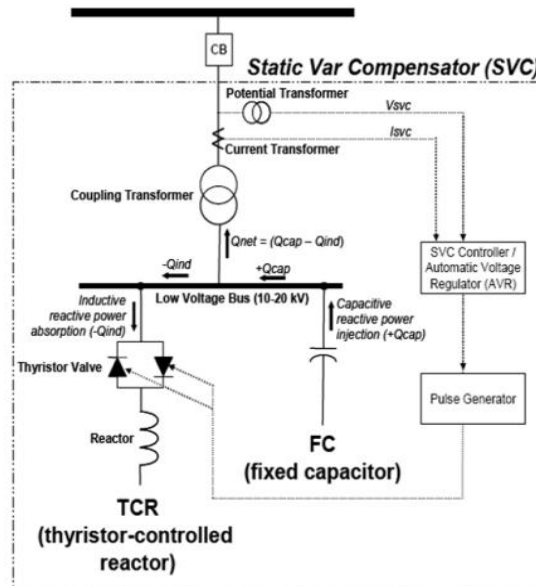 CB
Static Var Compensator (SVC)
Potential Transformer
Vsvc
Isvc
Current Transformer
Coupling Transformer
Qnet = (Qcap – Qind)
SVC Controller /
Automatic Voltage
Regulator (AVR)
-Qind
+Qcap
Low Voltage Bus (10-20 kV)
Inductive
reactive power
absorption (-Qind)
Capacitive
reactive power
injection (+Qcap)
Thyristor Valve
Pulse Generator
Reactor
FC
(fixed capacitor)
TCR
(thyristor-controlled
reactor)